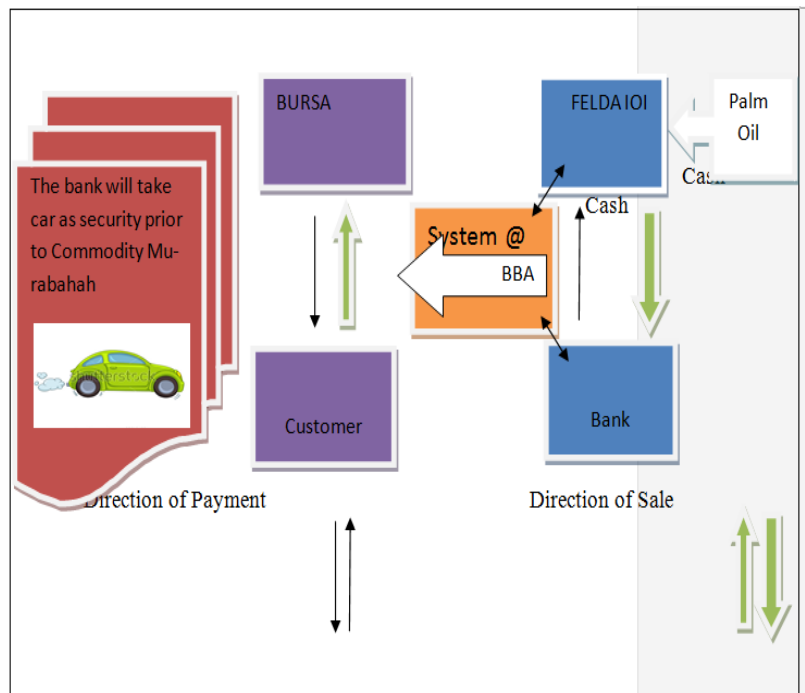 BURSA
FELDA IOI
Palm
Oil
The bank will take
car as security prior
to Commodity Mu-
rabahah
Cash
Cash
System @
BBA
shutterstock
Customer
Bank
Direction of Payment
Direction of Sale